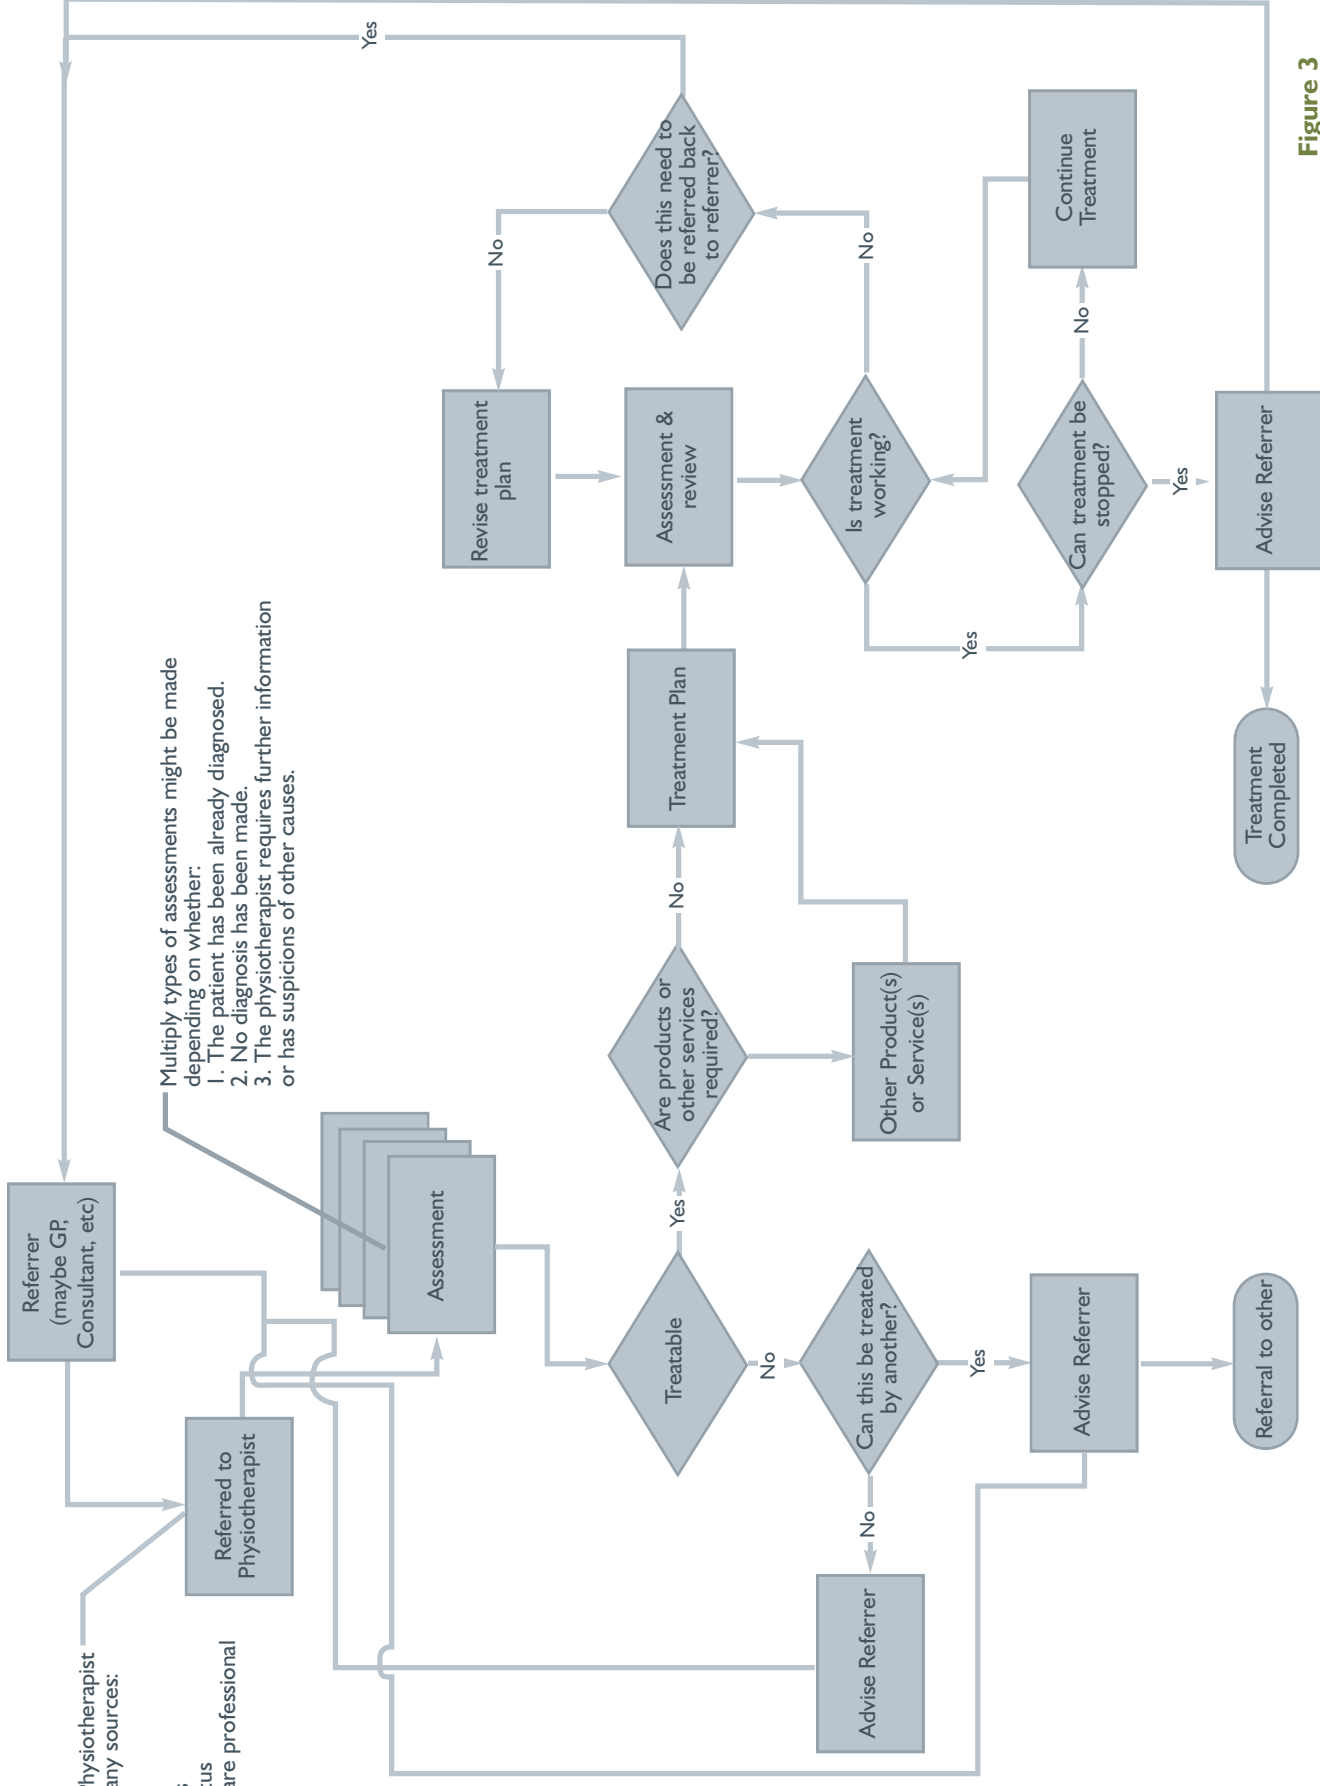 hysiotherapist
any sources:
s
cus
are professional
Referrer
(maybe GP,
Consultant, etc)
Referred to
Physiotherapist
Multiply types of assessments might be made
depending on whether:
1. The patient has been already diagnosed.
2. No diagnosis has been made.
3. The physiotherapist requires further information
or has suspicions of other causes.
Assessment
Treatable
Yes
No
Can this be treated
by another?
No
Advise Referrer
Yes
Advise Referrer
Referral to other
Are products or
other services
required?
No
Other Product(s)
or Service(s)
Treatment Plan
Revise treatment
plan
Assessment &
review
Is treatment
working?
Yes
No
Does this need to
be referred back
to referrer?
No
Yes
Can treatment be
stopped?
No
Continue
Treatment
Yes
Advise Referrer
Treatment
Completed
Figure 3